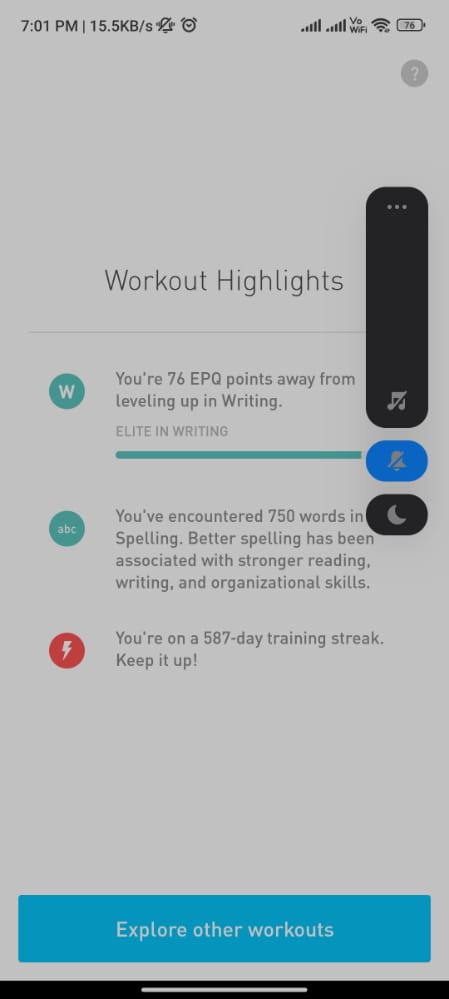 7:01 PM | 15.5KB/s
Vo
WiFi
76
?
Workout Highlights
W
You're 76 EPQ points away from
leveling up in Writing.
ELITE IN WRITING
abc
You've encountered 750 words in
Spelling. Better spelling has been
associated with stronger reading,
writing, and organizational skills.
You're on a 587-day training streak.
Keep it up!
Explore other workouts